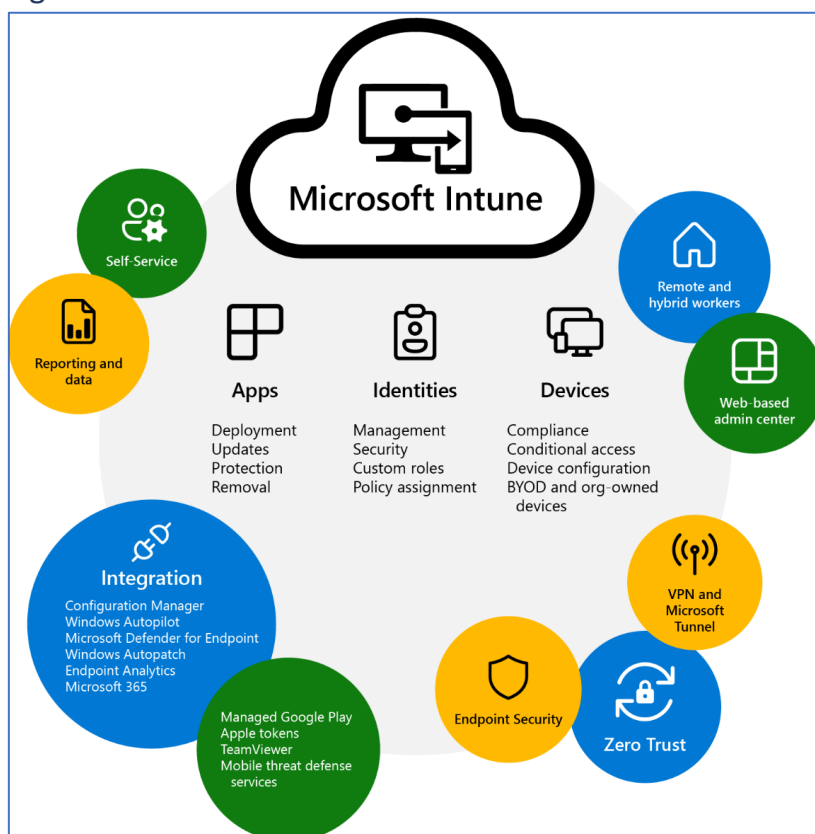 Microsoft Intune
Self-Service
Reporting and
data
Remote and
hybrid workers
Web-based
admin center
Apps
Deployment
Updates
Protection
Removal
Identities
Management
Security
Custom roles
Policy assignment
Devices
Compliance
Conditional access
Device configuration
BYOD and org-owned
devices
Integration
Configuration Manager
Windows Autopilot
Microsoft Defender for Endpoint
Windows Autopatch
Endpoint Analytics
Microsoft 365
Managed Google Play
Apple tokens
TeamViewer
Mobile threat defense
services
VPN and
Microsoft
Tunnel
Endpoint Security
Zero Trust